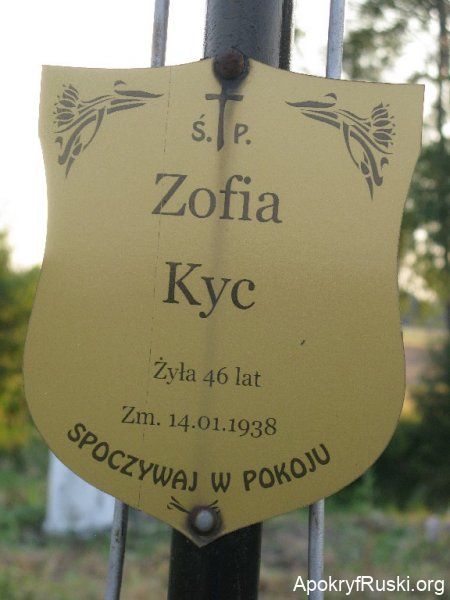 Ś. P.
Zofia
Kyc
Żyła 46 lat
Zm. 14.01.1938
SPOCZYWAJ W POKOJU
ApokryfRuski.org